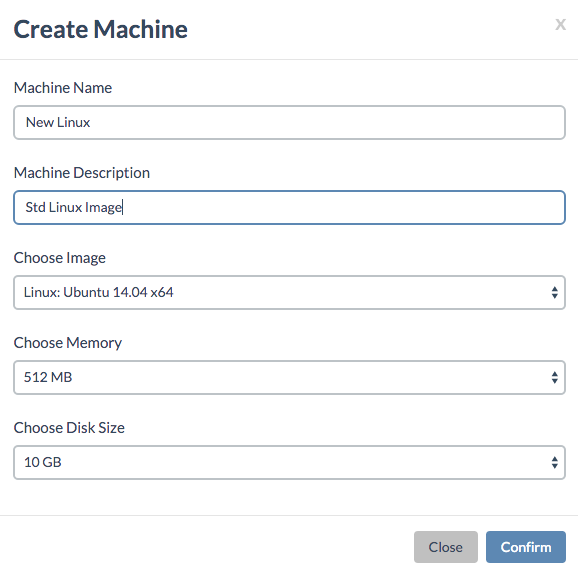 Create Machine
x
Machine Name
New Linux
Machine Description
Std Linux Image
Choose Image
Linux: Ubuntu 14.04 x64
Choose Memory
512 MB
Choose Disk Size
10 GB
Close Confirm